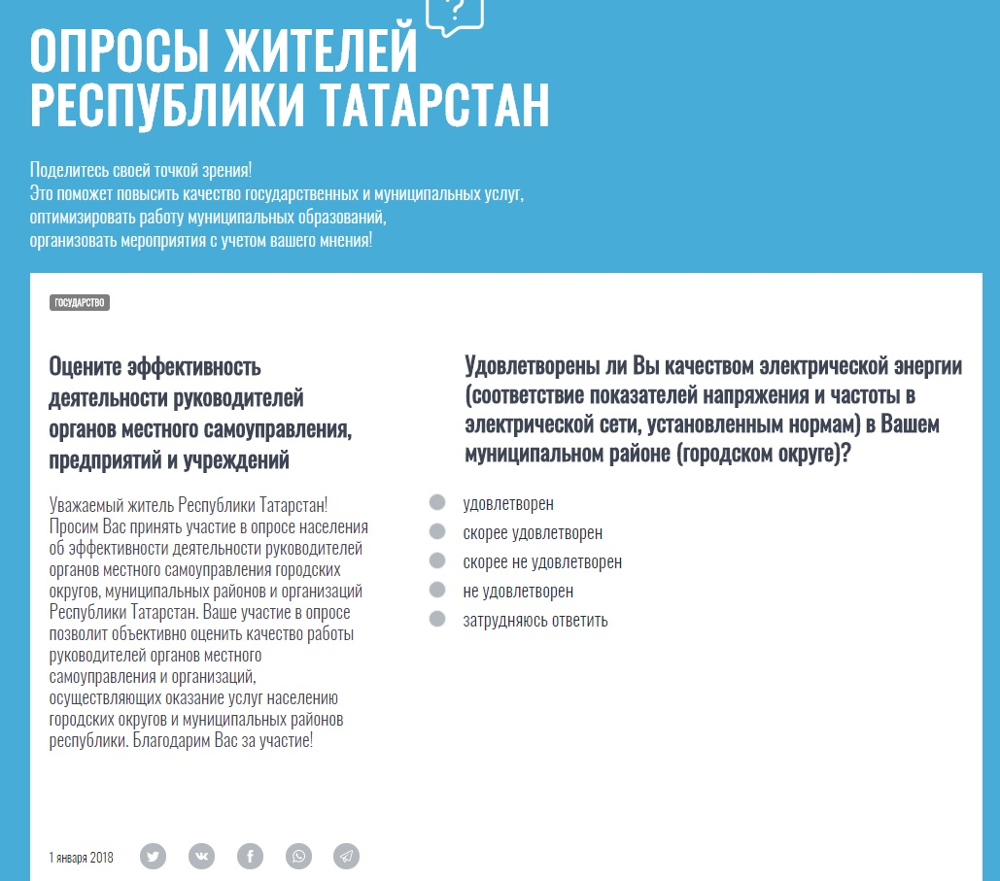 ?
ОПРОСЫ ЖИТЕЛЕЙ
РЕСПУБЛИКИ ТАТАРСТАН
Поделитесь своей точкой зрения!
Это поможет повысить качество государственных и муниципальных услуг,
оптимизировать работу муниципальных образований,
организовать мероприятия с учетом вашего мнения!
ГОСУДАРСТВО
Оцените эффективность
деятельности руководителей
органов местного самоуправления,
предприятий и учреждений
Уважаемый житель Республики Татарстан!
Просим Вас принять участие в опросе населения
об эффективности деятельности руководителей
органов местного самоуправления городских
округов, муниципальных районов и организаций
Республики Татарстан. Ваше участие в опросе
позволит объективно оценить качество работы
руководителей органов местного
самоуправления и организаций,
осуществляющих оказание услуг населению
городских округов и муниципальных районов
республики. Благодарим Вас за участие!
Удовлетворены ли Вы качеством электрической энергии
(соответствие показателей напряжения и частоты в
электрической сети, установленным нормам) в Вашем
муниципальном районе (городском округе)?
удовлетворен
скорее удовлетворен
скорее не удовлетворен
не удовлетворен
затрудняюсь ответить
1 января 2018